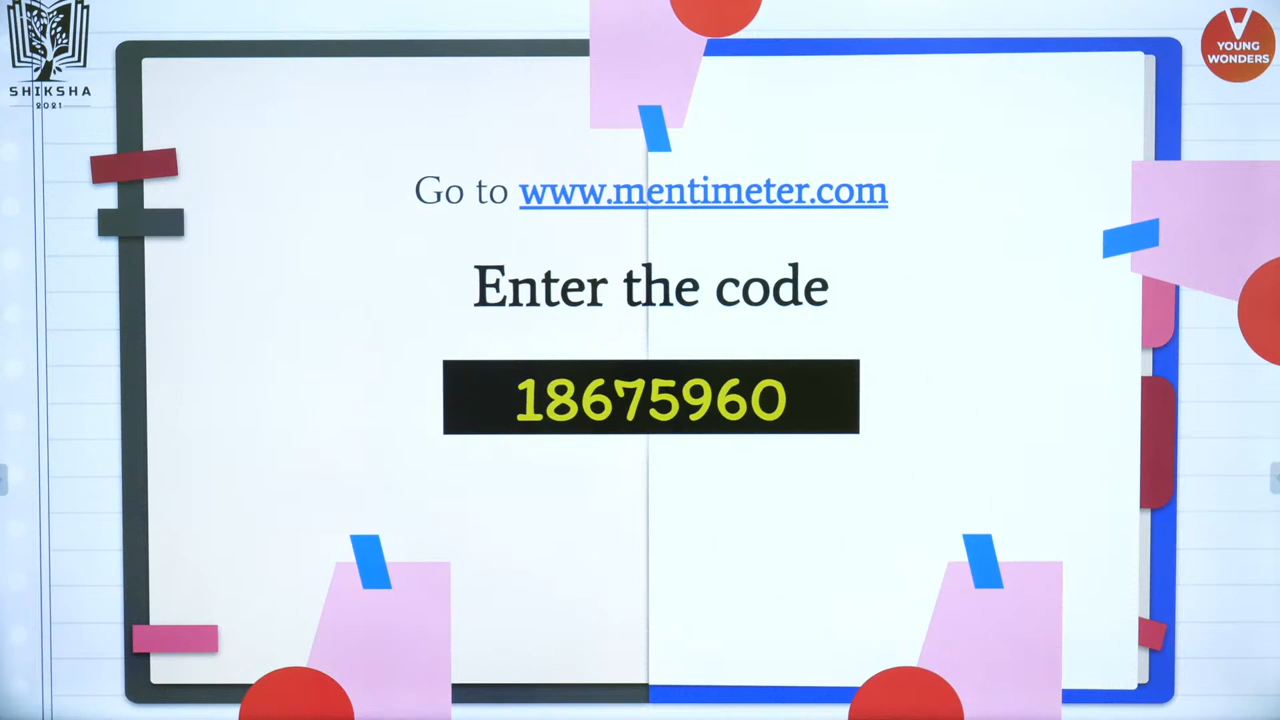 SHIKSHA
2021
YOUNG
WONDERS
Go to www.mentimeter.com
Enter the code
18675960